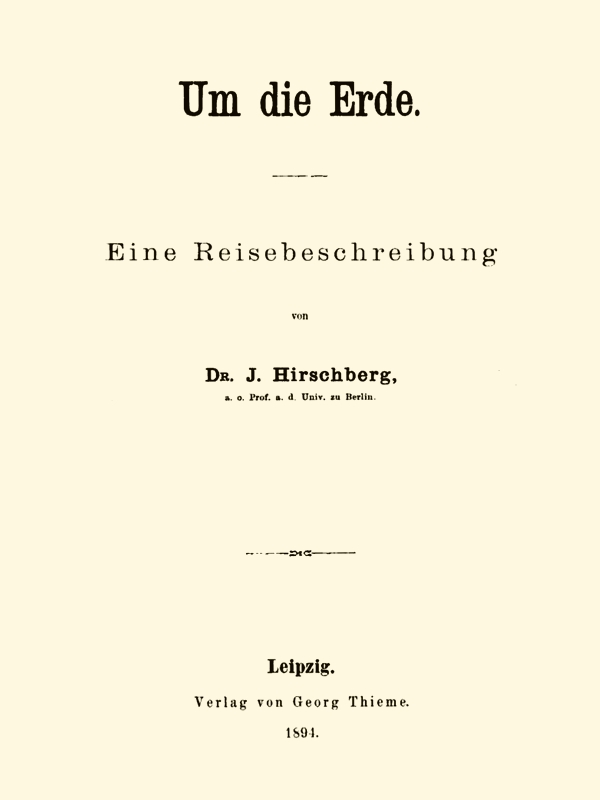 Um die Erde.
Eine Reisebeschreibung
von
Dr. J. Hirschberg,
a. o. Prof. a. d. Univ. zu Berlin.
Leipzig.
Verlag von Georg Thieme.
1894.